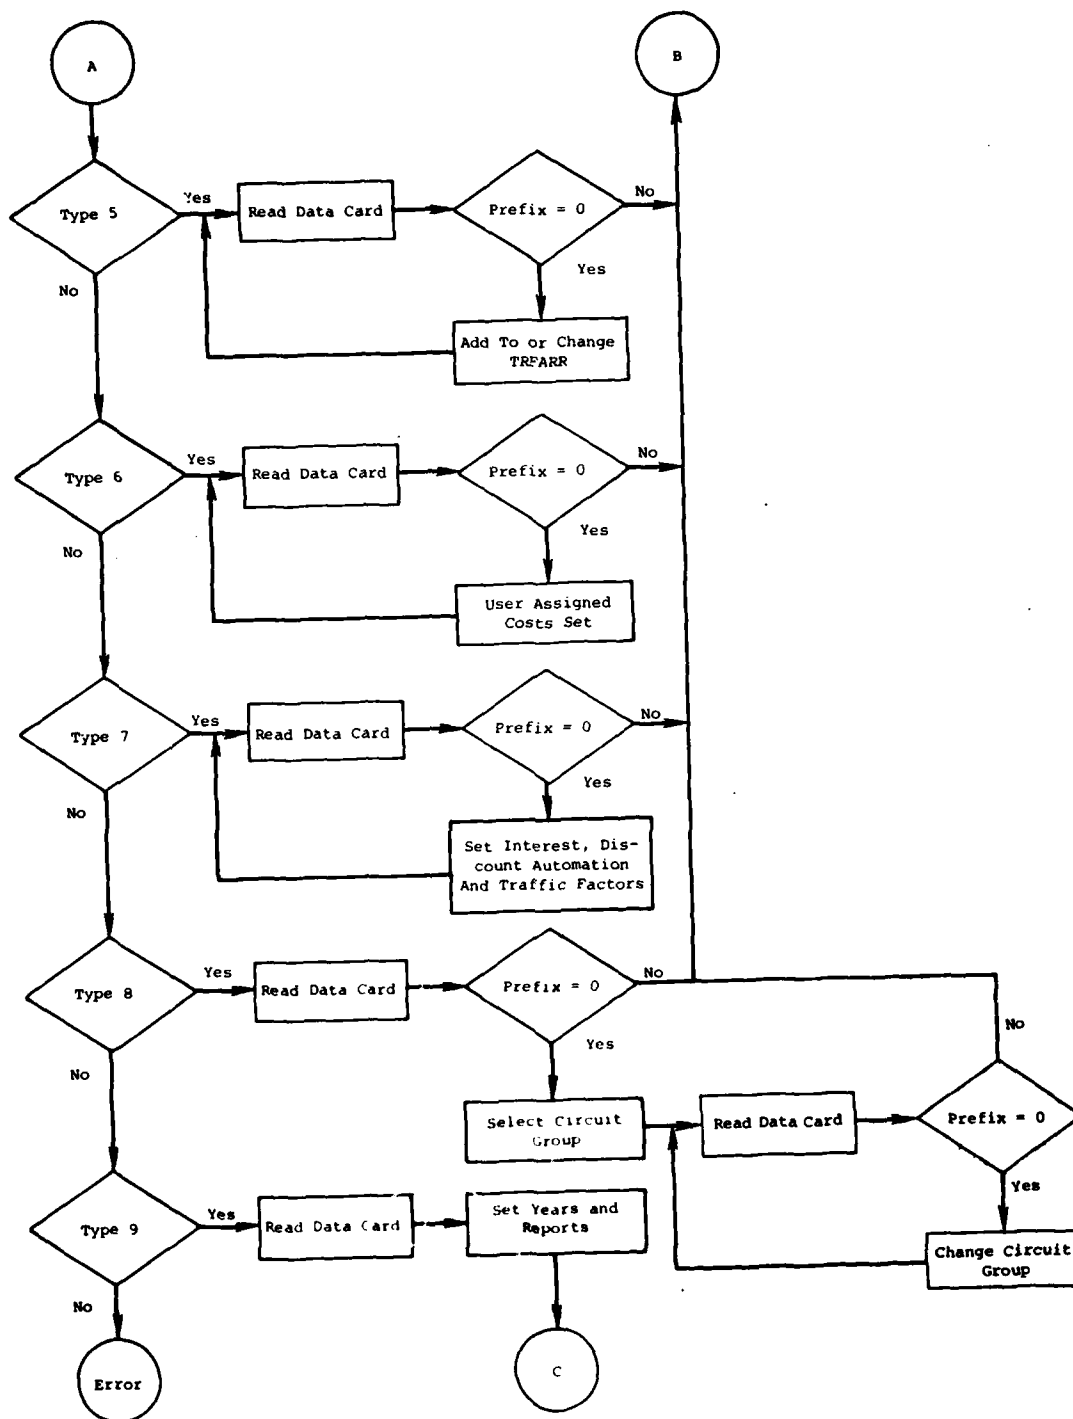 A
B
Type 5
Yes
Read Data Card
Prefix = 0
No
Yes
No
Add To or Change
TRFARR
Type 6
Yes
Read Data Card
Prefix = 0
No
Yes
No
User Assigned
Costs Set
Type 7
Yes
Read Data Card
Prefix = 0
No
Yes
No
Set Interest, Dis-
count Automation
And Traffic Factors
Type 8
Yes
Read Data Card
Prefix = 0
No
No
Yes
No
Select Circuit
Group
Read Data Card
Prefix = 0
Yes
Change Circuit
Group
Type 9
Yes
Read Data Card
Set Years and
Reports
No
Error
C